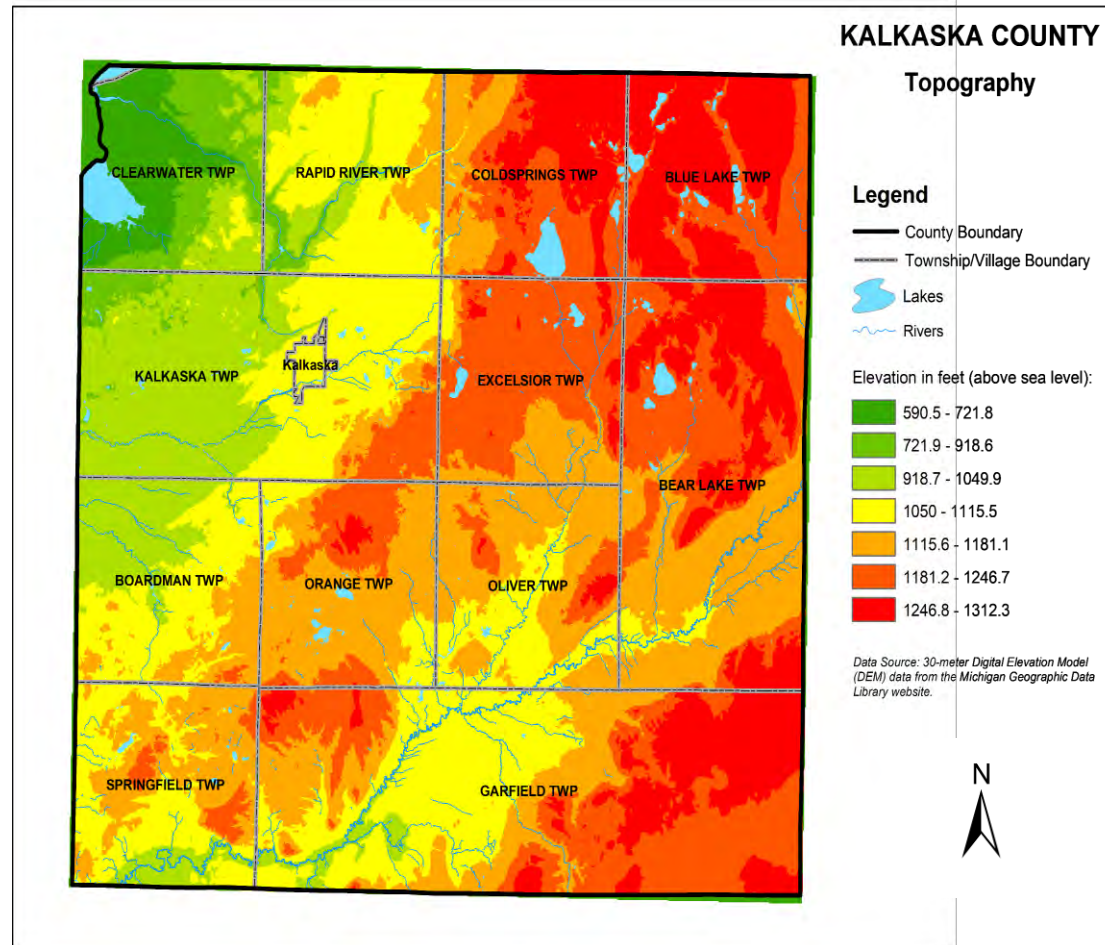 KALKASKA COUNTY
Topography
CLEARWATER TWP
RAPID RIVER TWP
COLDSPRINGS TWP
BLUE LAKE TWP
KALKASKA TWP
Kalkaska
EXCELSIOR TWP
BEAR LAKE TWP
BOARDMAN TWP
ORANGE TWP
OLIVER TWP
SPRINGFIELD TWP
GARFIELD TWP
Legend
County Boundary
Township/Village Boundary
Lakes
Rivers
Elevation in feet (above sea level):
590.5 - 721.8
721.9 - 918.6
918.7 - 1049.9
1050 - 1115.5
1115.6 - 1181.1
1181.2 - 1246.7
1246.8 - 1312.3
Data Source: 30-meter Digital Elevation Model
(DEM) data from the Michigan Geographic Data
Library website.
N